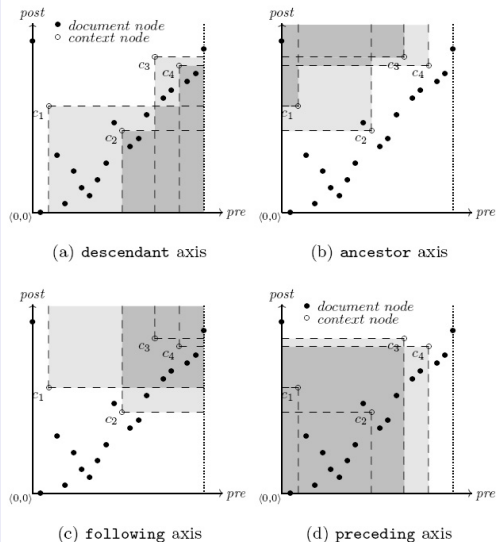 post
• document node
○ context node
c3
c4
c1
c2
(0,0)
pre
(a) descendant axis
post
c3
c4
c1
c2
(0,0)
pre
(b) ancestor axis
post
c3
c4
c1
c2
(0,0)
pre
(c) following axis
post
• document node
○ context node
c3
c4
c1
c2
(0,0)
pre
(d) preceding axis